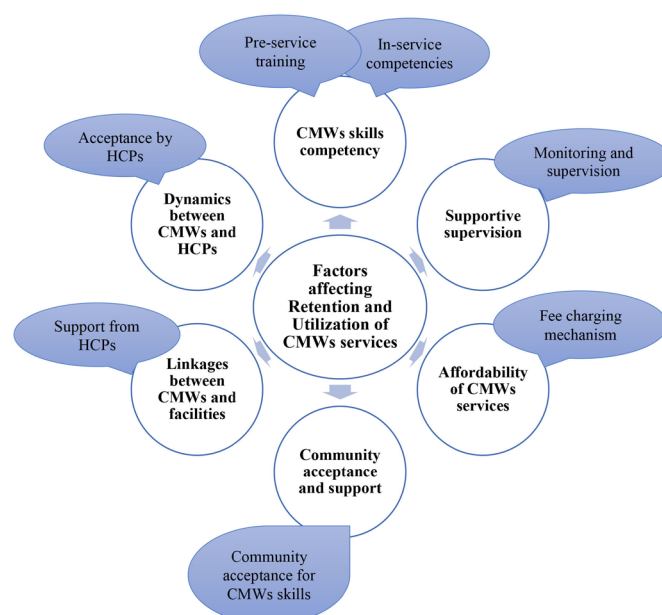 Pre-service
training
In-service
competencies
CMWs skills
competency
Acceptance by
HCPs
Dynamics
between
CMWs and
HCPs
Monitoring and
supervision
Supportive
supervision
Factors
affecting
Retention and
Utilization of
CMWs services
Support from
HCPs
Linkages
between
CMWs and
facilities
Fee charging
mechanism
Affordability
of CMWs
services
Community
acceptance
and support
Community
acceptance for
CMWs skills